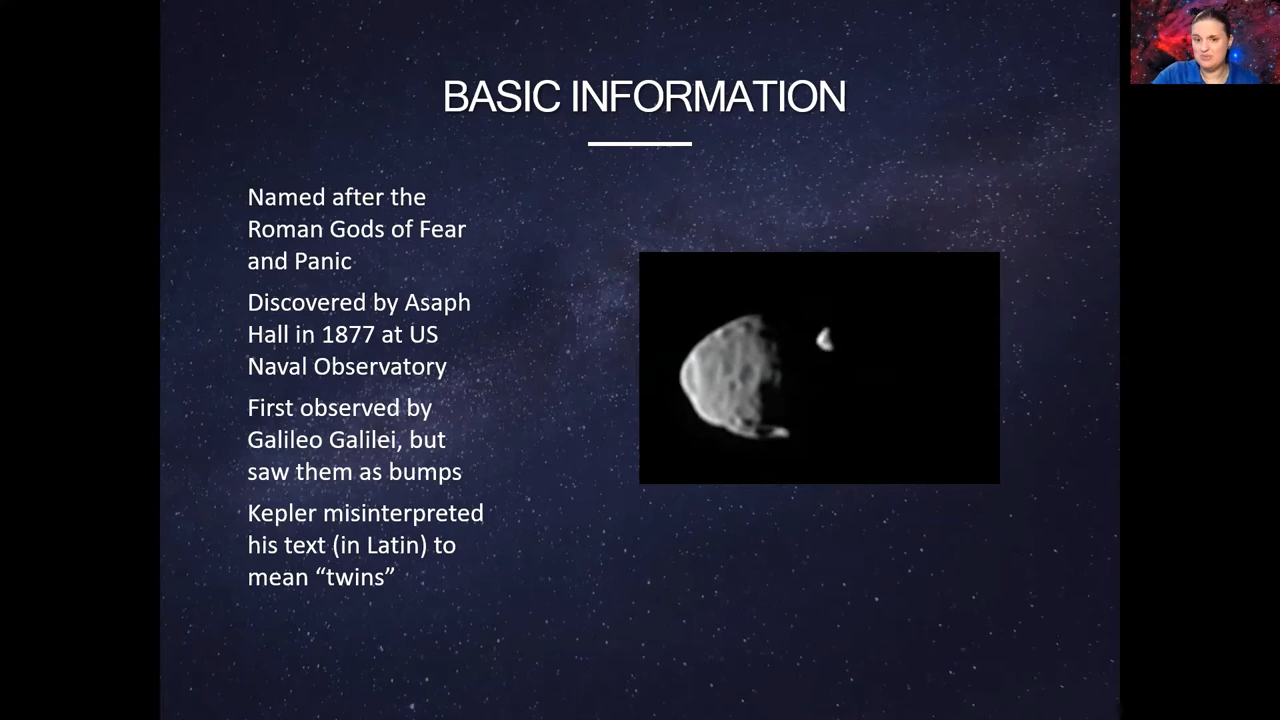 BASIC INFORMATION
Named after the
Roman Gods of Fear
and Panic
Discovered by Asaph
Hall in 1877 at US
Naval Observatory
First observed by
Galileo Galilei, but
saw them as bumps
Kepler misinterpreted
his text (in Latin) to
mean “twins”